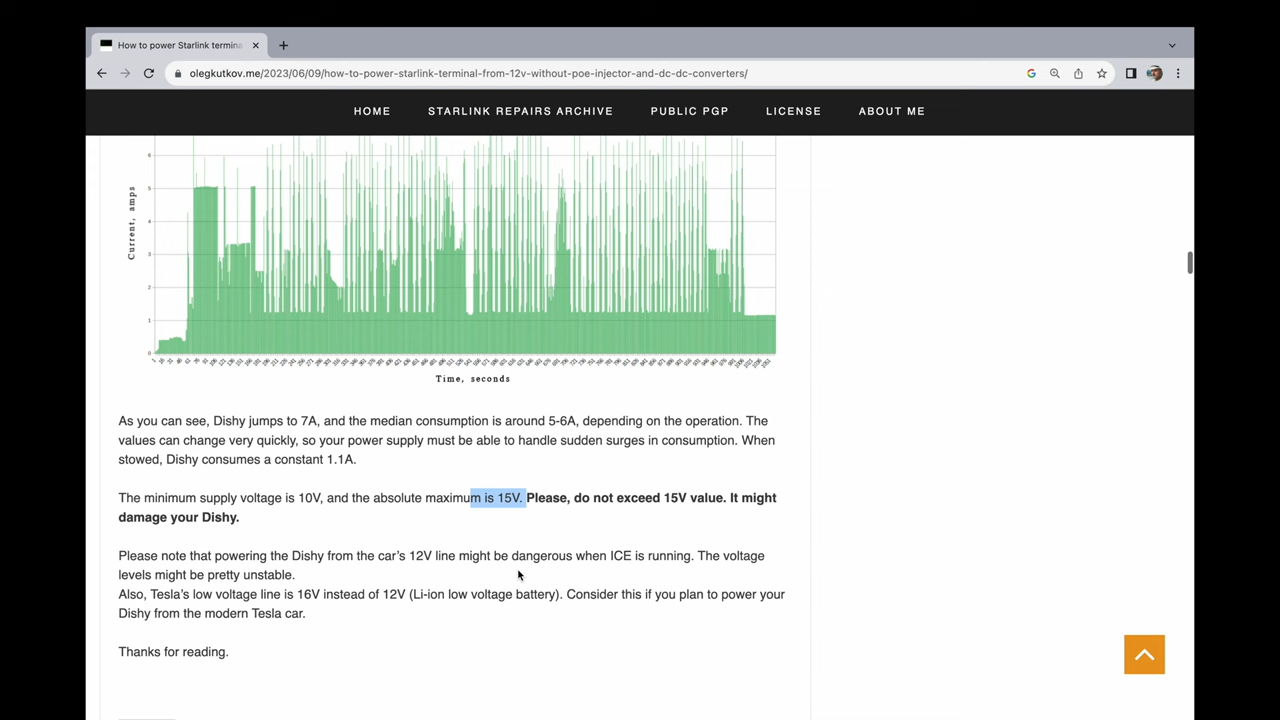 How to power Starlink termina
olegkutkov.me/2023/06/09/how-to-power-starlink-terminal-from-12v-without-poe-injector-and-dc-dc-converters/
HOME STARLINK REPAIRS ARCHIVE PUBLIC PGP LICENSE ABOUT ME
6
5
4
3
2
1
0
Current, amps
Time, seconds
As you can see, Dishy jumps to 7A, and the median consumption is around 5-6A, depending on the operation. The
values can change very quickly, so your power supply must be able to handle sudden surges in consumption. When
stowed, Dishy consumes a constant 1.1A.
The minimum supply voltage is 10V, and the absolute maximum is 15V. Please, do not exceed 15V value. It might
damage your Dishy.
Please note that powering the Dishy from the car's 12V line might be dangerous when ICE is running. The voltage
levels might be pretty unstable.
Also, Tesla's low voltage line is 16V instead of 12V (Li-ion low voltage battery). Consider this if you plan to power your
Dishy from the modern Tesla car.
Thanks for reading.